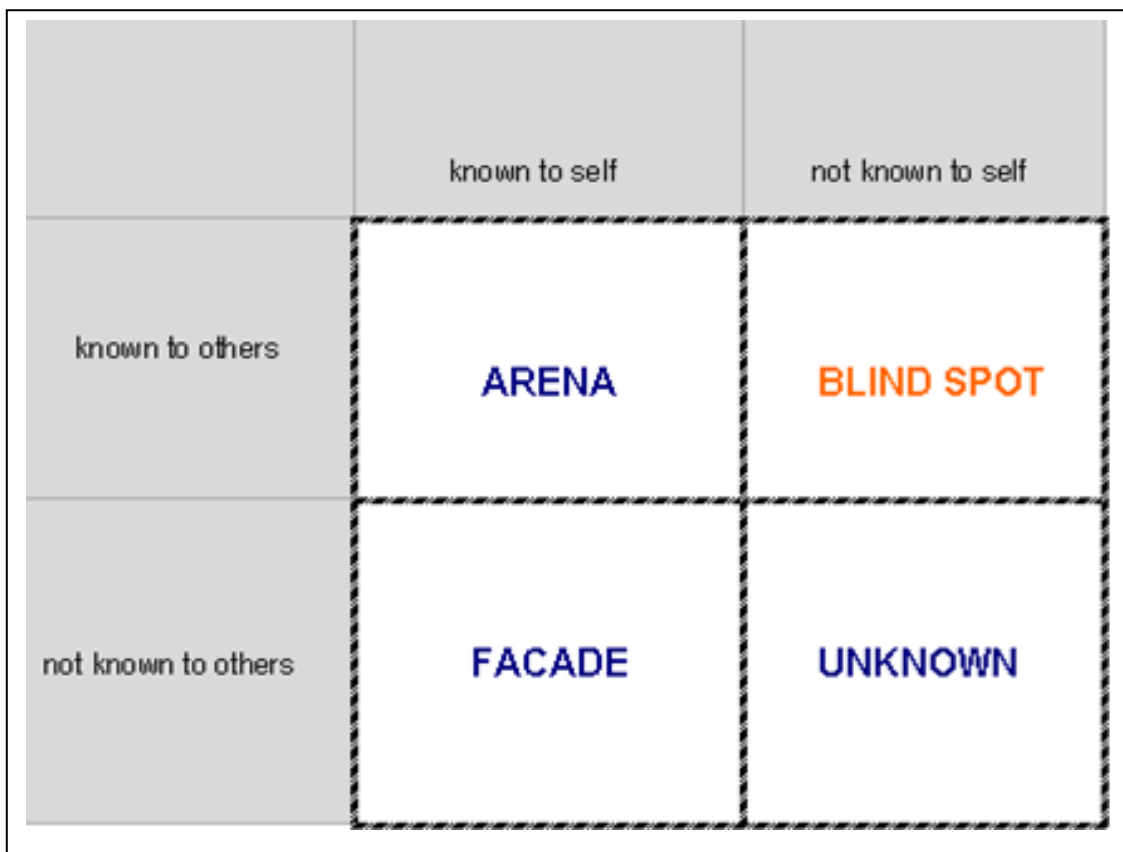 known to self not known to self
known to others
ARENA BLIND SPOT
not known to others FACADE UNKNOWN